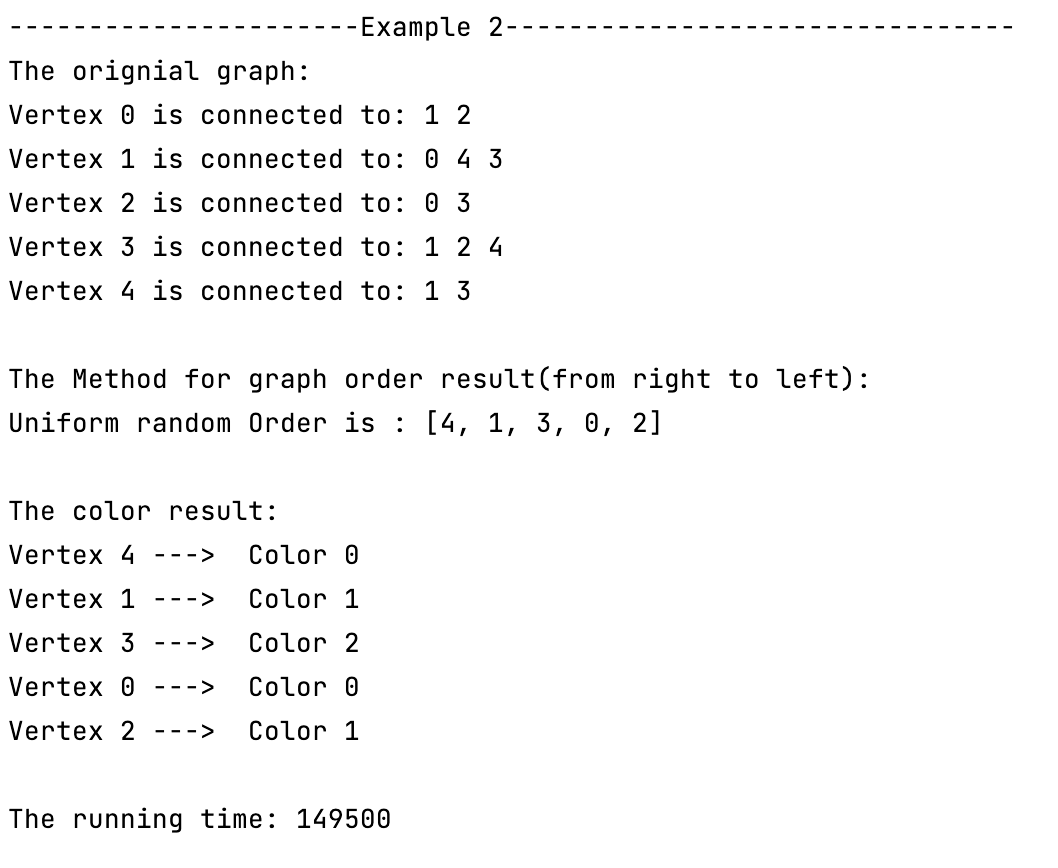 ----------------------Example 2--------------------------------
The orignial graph:
Vertex 0 is connected to: 1 2
Vertex 1 is connected to: 0 4 3
Vertex 2 is connected to: 0 3
Vertex 3 is connected to: 1 2 4
Vertex 4 is connected to: 1 3
The Method for graph order result(from right to left):
Uniform random Order is : [4, 1, 3, 0, 2]
The color result:
Vertex 4 --->  Color 0
Vertex 1 --->  Color 1
Vertex 3 --->  Color 2
Vertex 0 --->  Color 0
Vertex 2 --->  Color 1
The running time: 149500